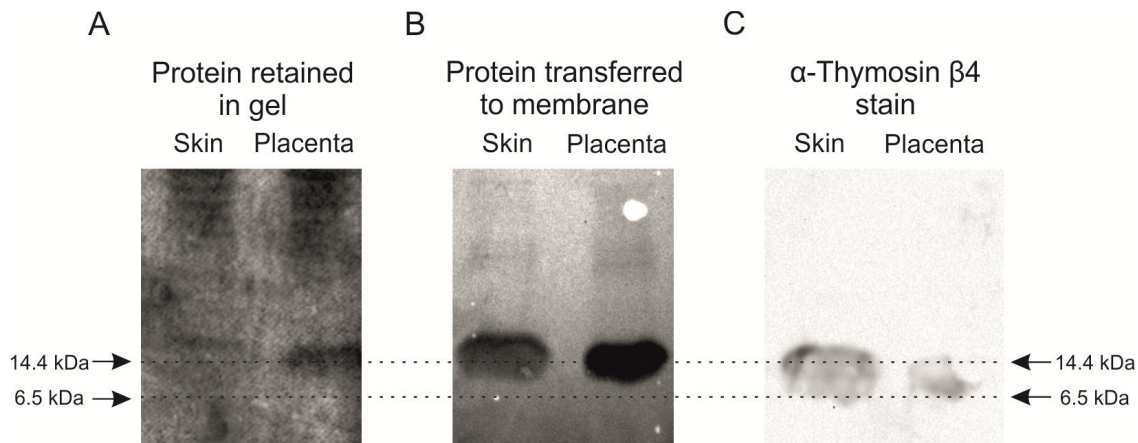 A
B
C
Protein retained
in gel
Protein transferred
to membrane
α-Thymosin β4
stain
Skin Placenta
Skin Placenta
Skin Placenta
14.4 kDa
14.4 kDa
6.5 kDa
6.5 kDa